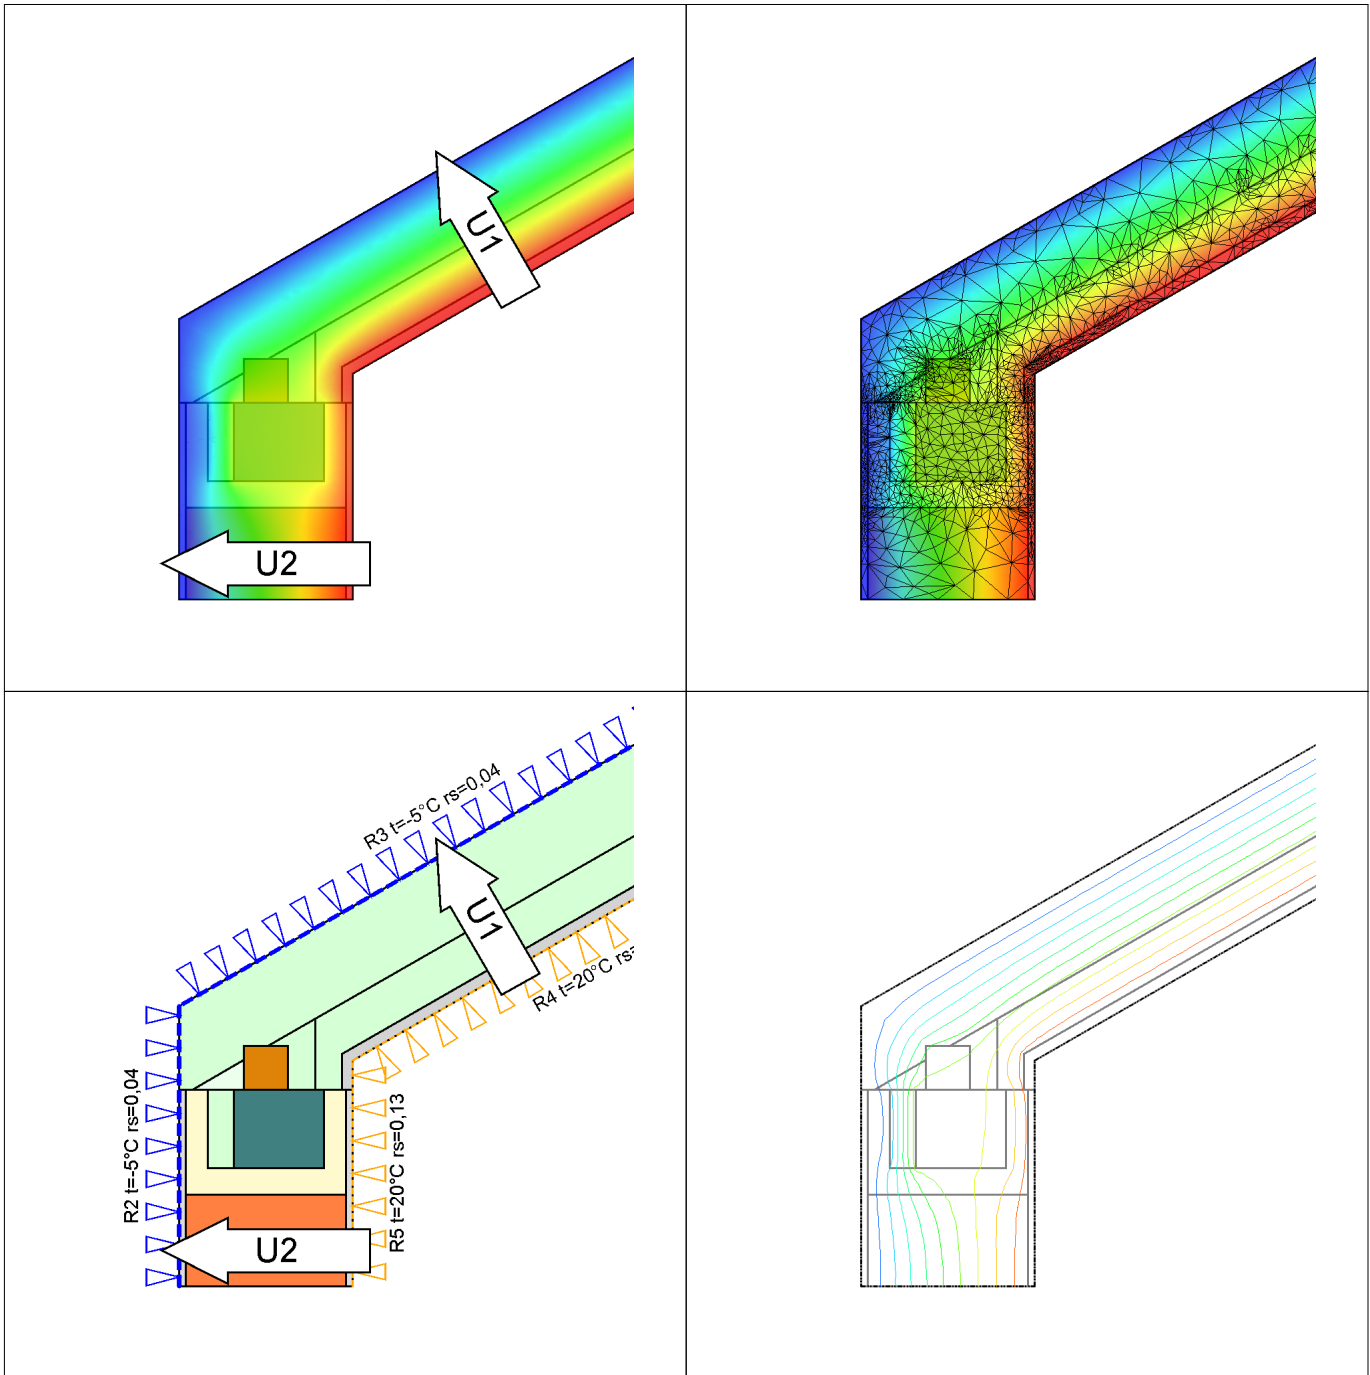 U1
U2
R3 t=-5°C rs=0,04
U1
R4 t=20°C rs=
R2 t=-5°C rs=0,04
R5 t=20°C rs=0,13
U2